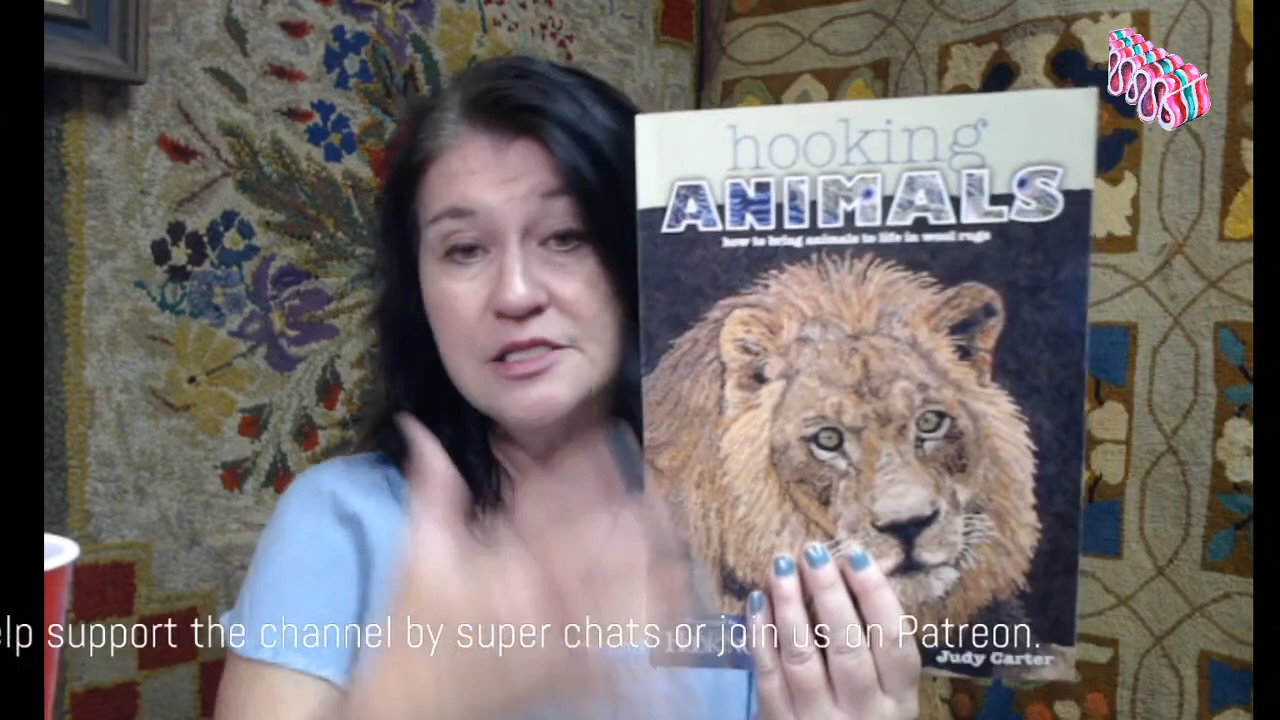 hooking
ANIMALS
how to bring animals to life in wool rugs
support the channel by super chats or join us on Patreon.
Judy Carter